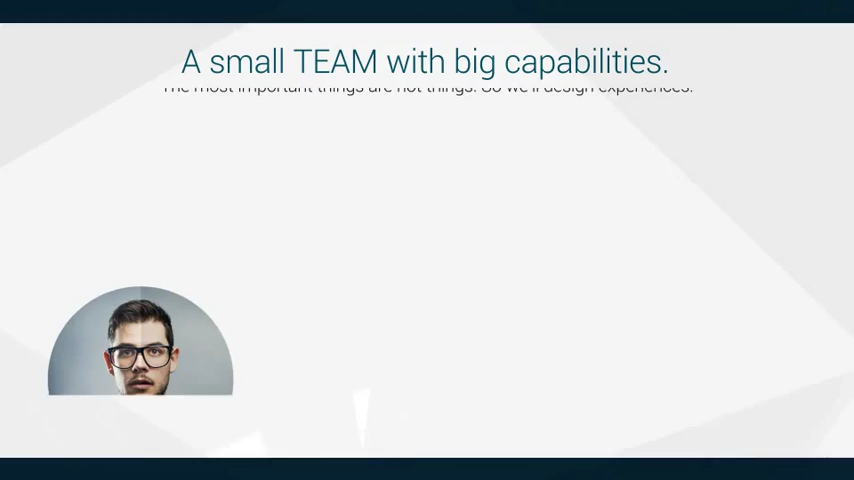 A small TEAM with big capabilities.
The most important things are not things. So we'll design experiences.